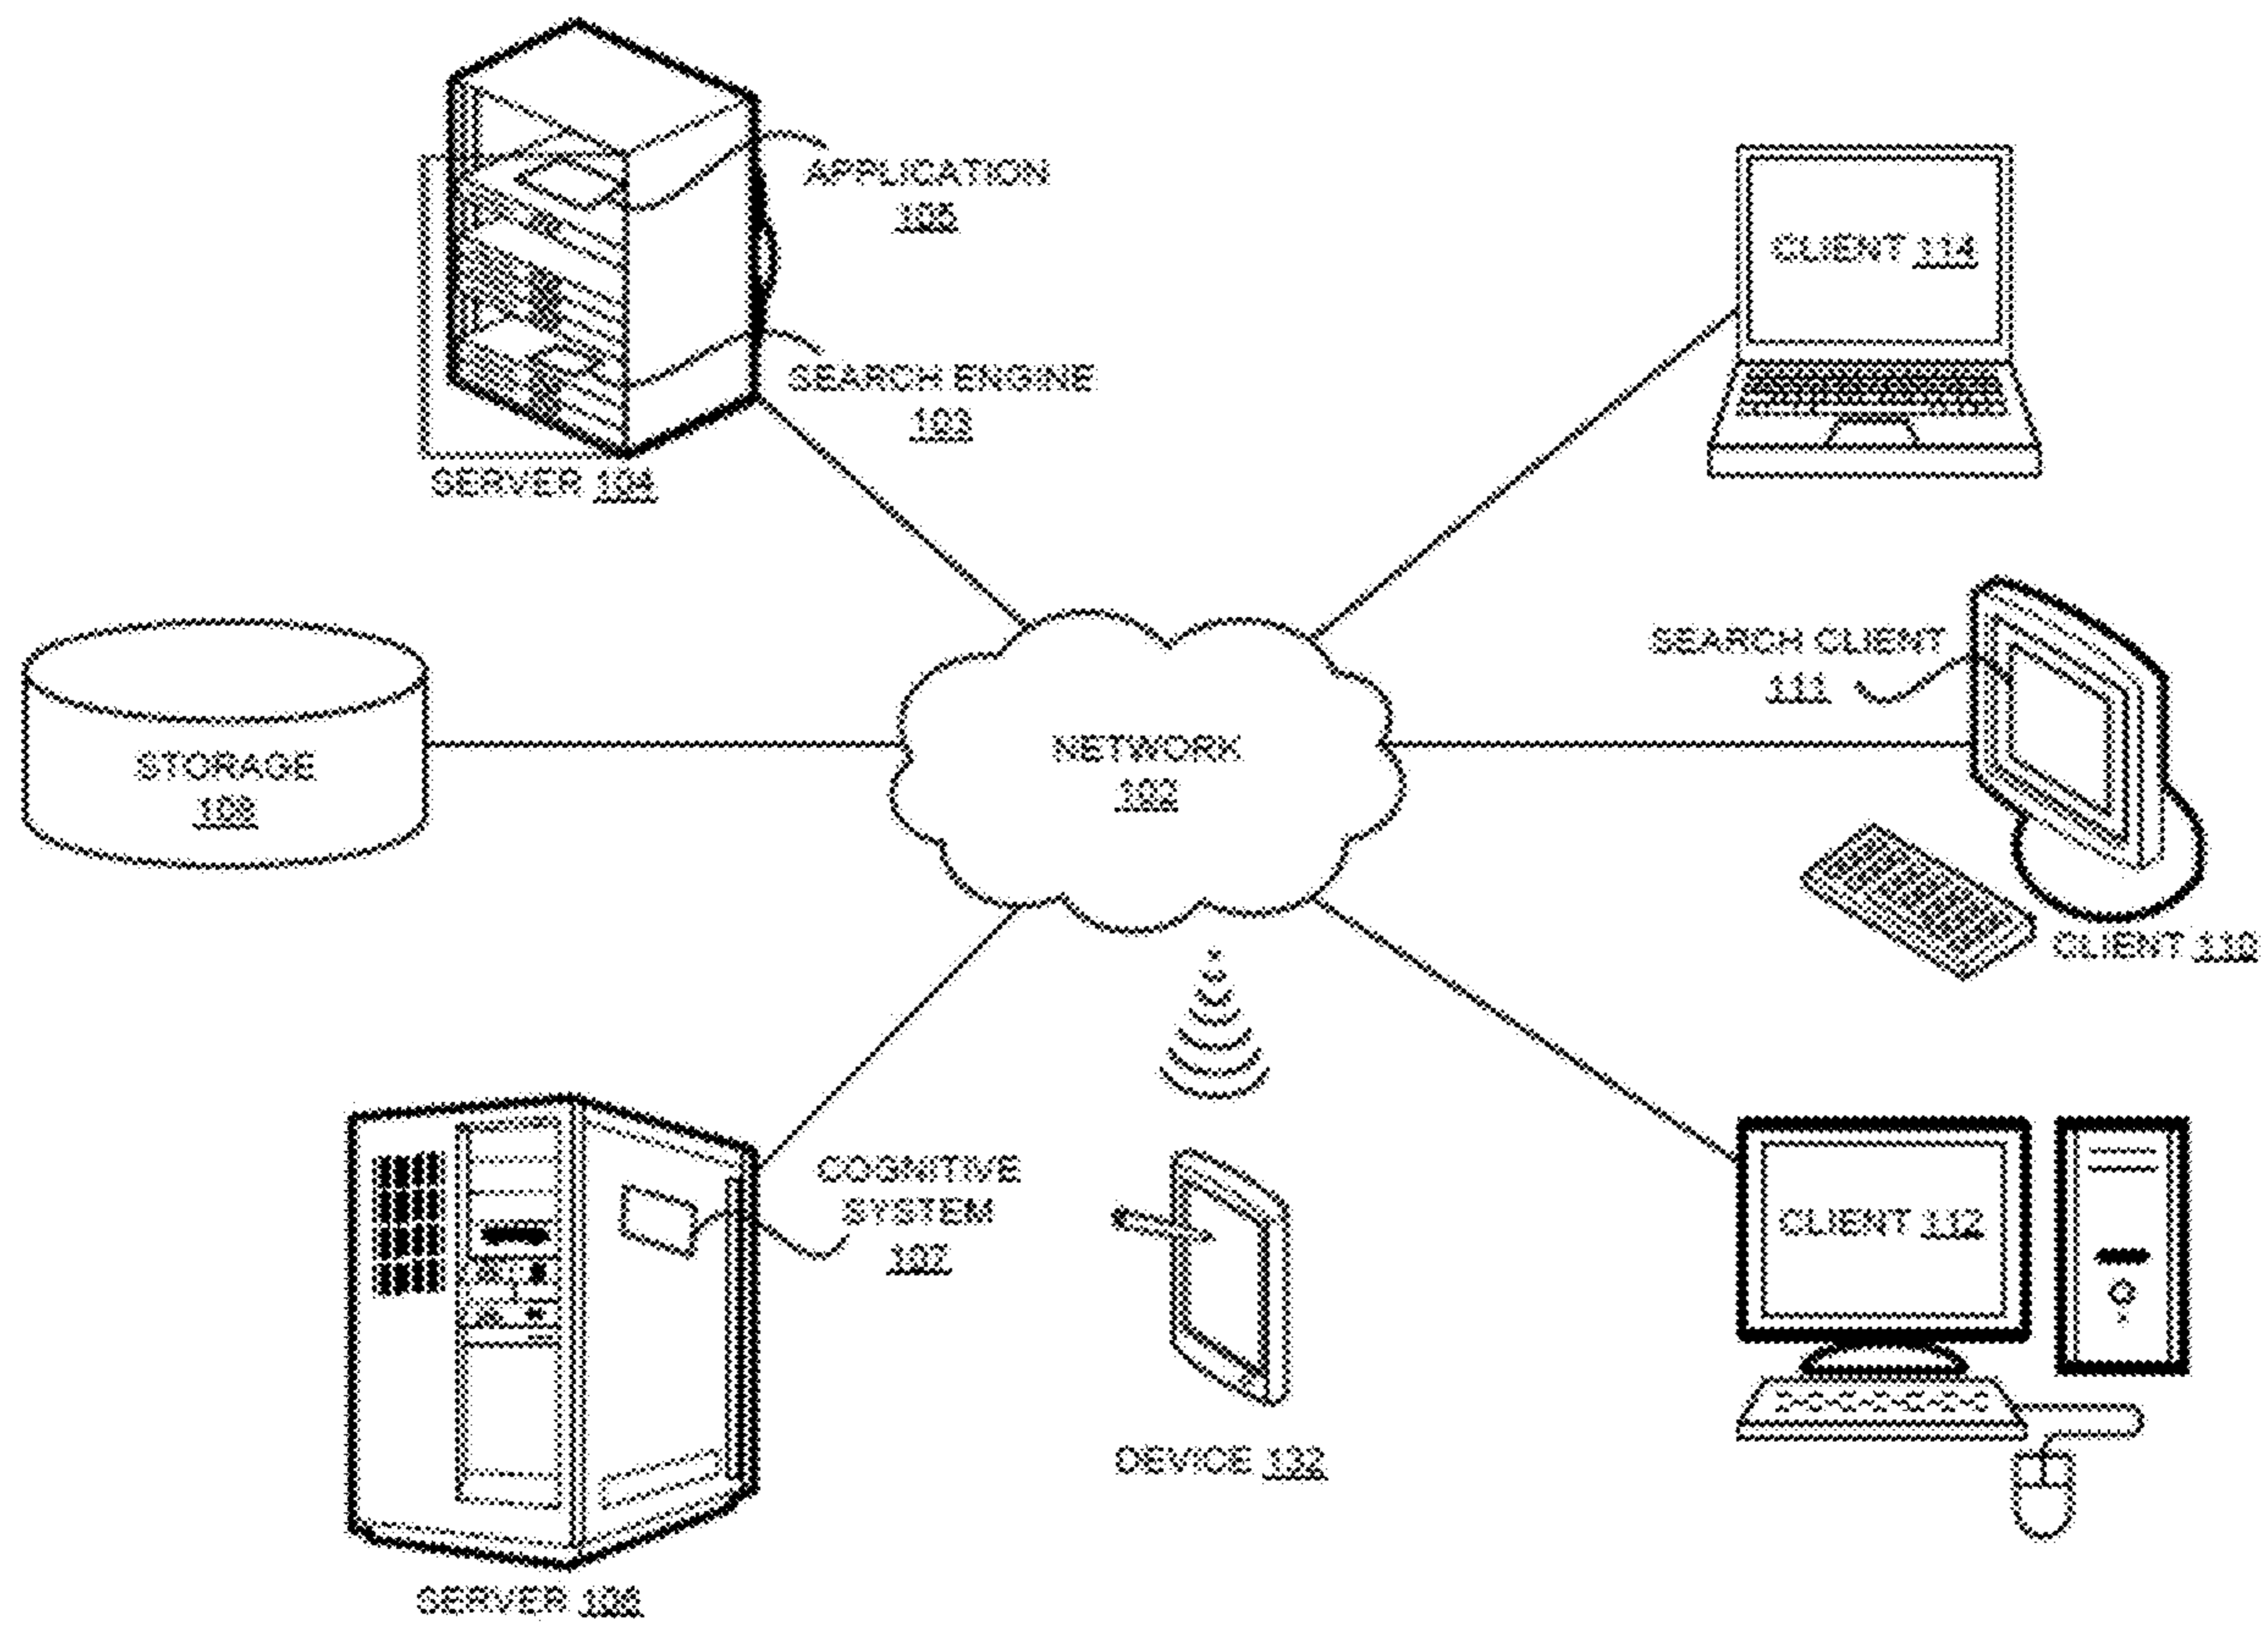 APPLICATION
105
CLIENT 114
SEARCH ENGINE
103
SERVER 104
SEARCH CLIENT
111
STORAGE
108
NETWORK
102
CLIENT 110
COGNITIVE
SYSTEM
107
CLIENT 112
DEVICE 132
SERVER 106